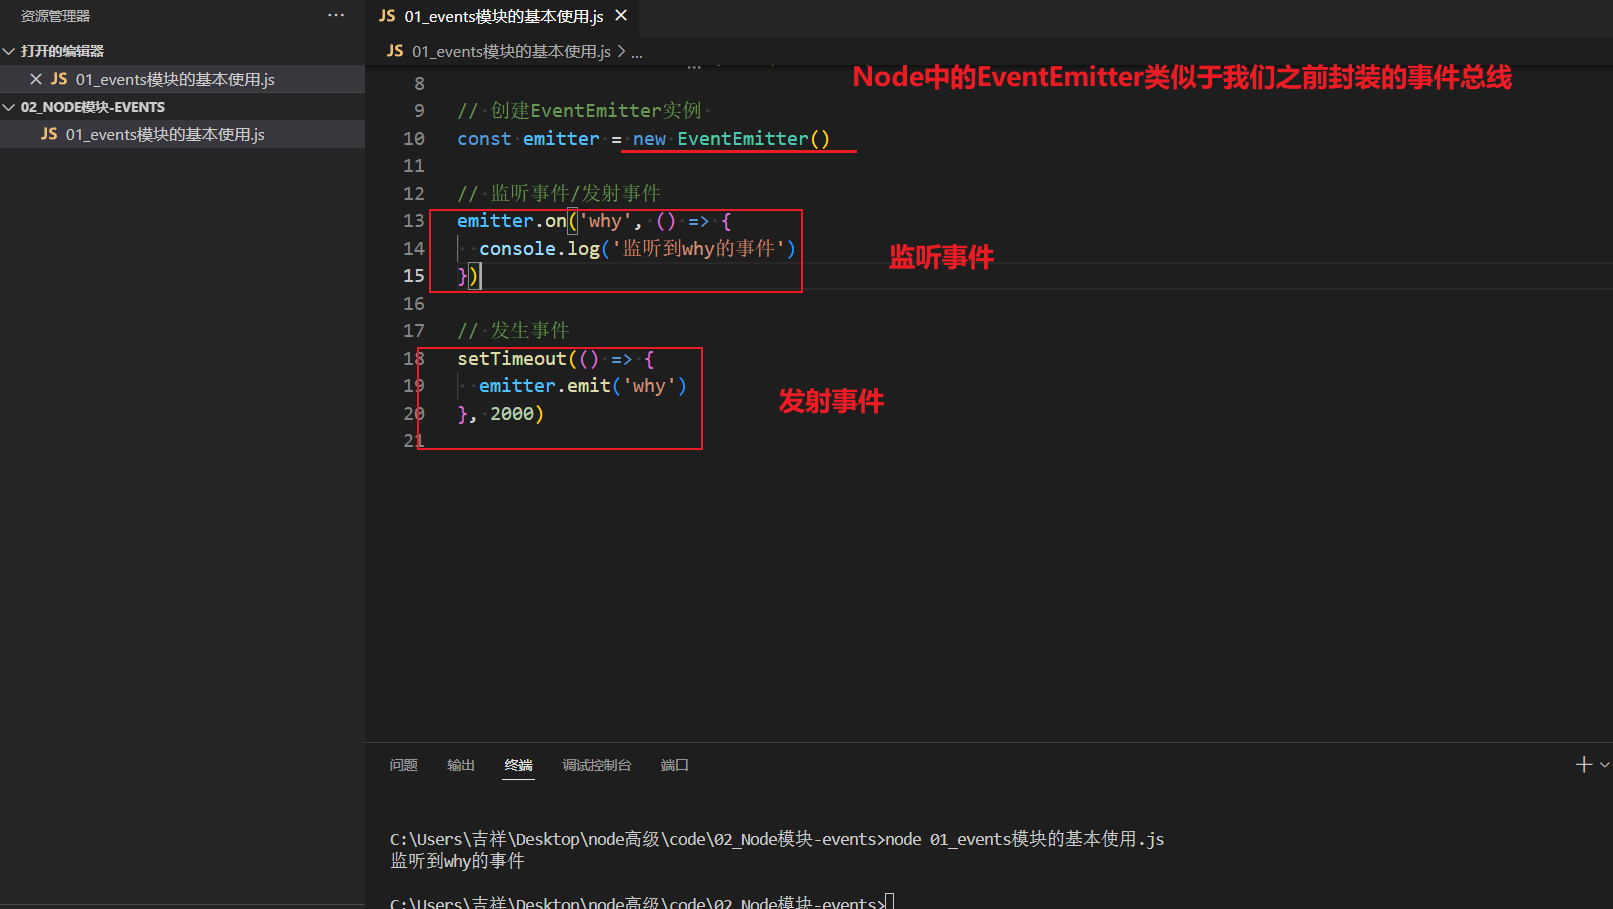 资源管理器
···
打开的编辑器
JS 01_events模块的基本使用.js
02_NODE模块-EVENTS
JS 01_events模块的基本使用.js
JS 01_events模块的基本使用.js
JS 01_events模块的基本使用.js > ...
Node中的EventEmitter类似于我们之前封装的事件总线
8
9 // 创建EventEmitter实例
10 const emitter = new EventEmitter()
11
12 // 监听事件/发射事件
13 emitter.on('why', () => {
14 console.log('监听到why的事件')
监听事件
15 })
16
17 // 发生事件
18 setTimeout(() => {
19 emitter.emit('why')
发射事件
20 }, 2000)
21
问题 输出 终端 调试控制台 端口
C:\Users\吉祥\Desktop\node高级\code\02_Node模块-events>node 01_events模块的基本使用.js
监听到why的事件
C:\Users\吉祥\Desktop\node高级\code\02_Node模块-events>